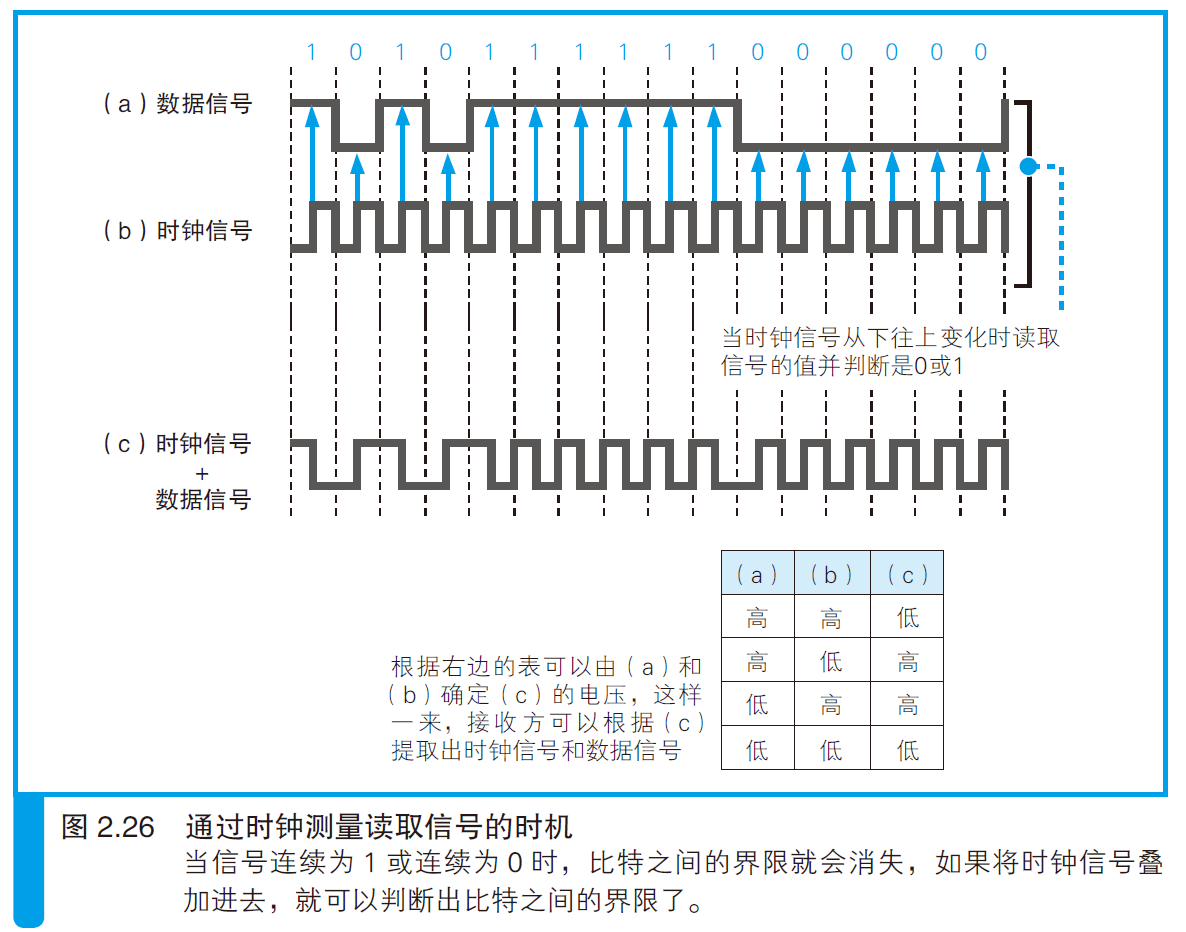 1 0 1 0 1 1 1 1 1 1 0 0 0 0 0 0
（a）数据信号
（b）时钟信号
当时钟信号从下往上变化时读取
信号的值并判断是0或1
（c）时钟信号
+
数据信号
（a） （b） （c）
高 高 低
高 低 高
低 高 高
低 低 低
根据右边的表可以由（a）和
（b）确定（c）的电压，这样
一来，接收方可以根据（c）
提取出时钟信号和数据信号
图 2.26 通过时钟测量读取信号的时机
当信号连续为 1 或连续为 0 时，比特之间的界限就会消失，如果将时钟信号叠
加进去，就可以判断出比特之间的界限了。